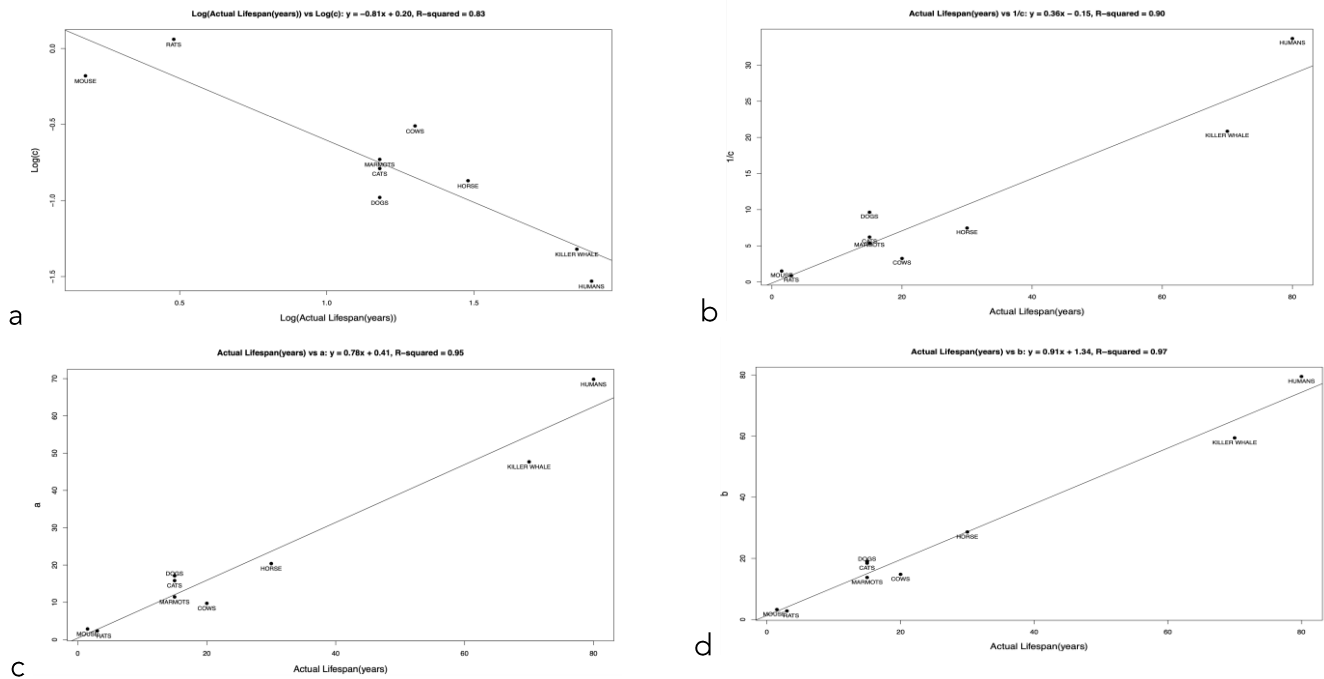 Log(Actual Lifespan(years)) vs Log(c): y = −0.81x + 0.20, R−squared = 0.83
0.0
−0.5
−1.0
−1.5
Log(c)
RATS
MOUSE
COWS
MARMOTS
CATS
DOGS
HORSE
KILLER WHALE
HUMANS
0.5 1.0 1.5
Log(Actual Lifespan(years))
a
Actual Lifespan(years) vs 1/c: y = 0.36x − 0.15, R−squared = 0.90
30
25
20
15
10
5
0
1/c
HUMANS
KILLER WHALE
DOGS
HORSE
CATS
MARMOTS
COWS
MOUSE
RATS
0 20 40 60 80
Actual Lifespan(years)
b
Actual Lifespan(years) vs a: y = 0.78x + 0.41, R−squared = 0.95
70
60
50
40
30
20
10
0
a
HUMANS
KILLER WHALE
HORSE
DOGS
CATS
MARMOTS
COWS
MOUSE
RATS
0 20 40 60 80
Actual Lifespan(years)
c
Actual Lifespan(years) vs b: y = 0.91x + 1.34, R−squared = 0.97
80
60
40
20
0
b
HUMANS
KILLER WHALE
HORSE
DOGS
CATS
MARMOTS
COWS
MOUSE
RATS
0 20 40 60 80
Actual Lifespan(years)
d